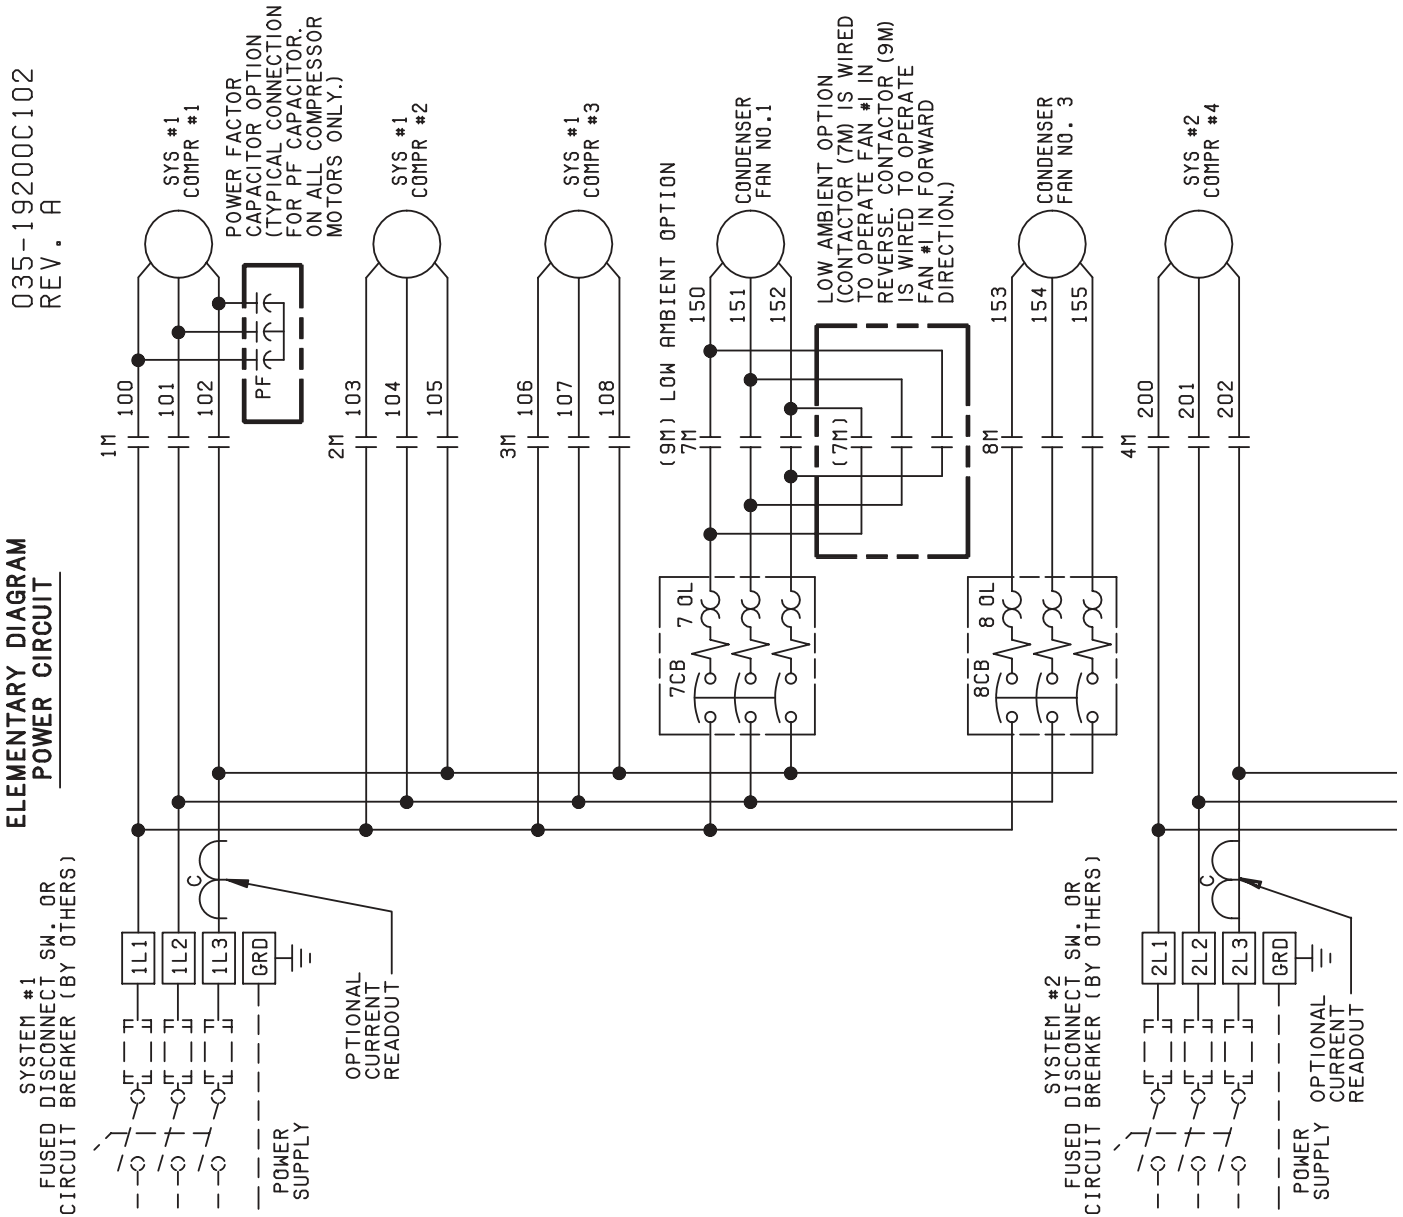 ELEMENTARY DIAGRAM
POWER CIRCUIT
035-19200C102
REV. A
SYSTEM #1
FUSED DISCONNECT SW. OR
CIRCUIT BREAKER (BY OTHERS)
1L1
1L2
1L3
GRD
POWER
SUPPLY
C
OPTIONAL
CURRENT
READOUT
1M
100
101
102
PF
SYS #1
COMPR #1
POWER FACTOR
CAPACITOR OPTION
(TYPICAL CONNECTION
FOR PF CAPACITOR.
ON ALL COMPRESSOR
MOTORS ONLY.)
2M
103
104
105
SYS #1
COMPR #2
3M
106
107
108
SYS #1
COMPR #3
7CB
7 OL
(9M) LOW AMBIENT OPTION
7M
150
151
152
CONDENSER
FAN NO.1
(7M)
LOW AMBIENT OPTION
(CONTACTOR (7M) IS WIRED
TO OPERATE FAN #1 IN
REVERSE. CONTACTOR (9M)
IS WIRED TO OPERATE
FAN #1 IN FORWARD
DIRECTION.)
8CB
8 OL
8M
153
154
155
CONDENSER
FAN NO. 3
SYSTEM #2
FUSED DISCONNECT SW. OR
CIRCUIT BREAKER (BY OTHERS)
2L1
2L2
2L3
GRD
POWER
SUPPLY
C
OPTIONAL
CURRENT
READOUT
4M
200
201
202
SYS #2
COMPR #4